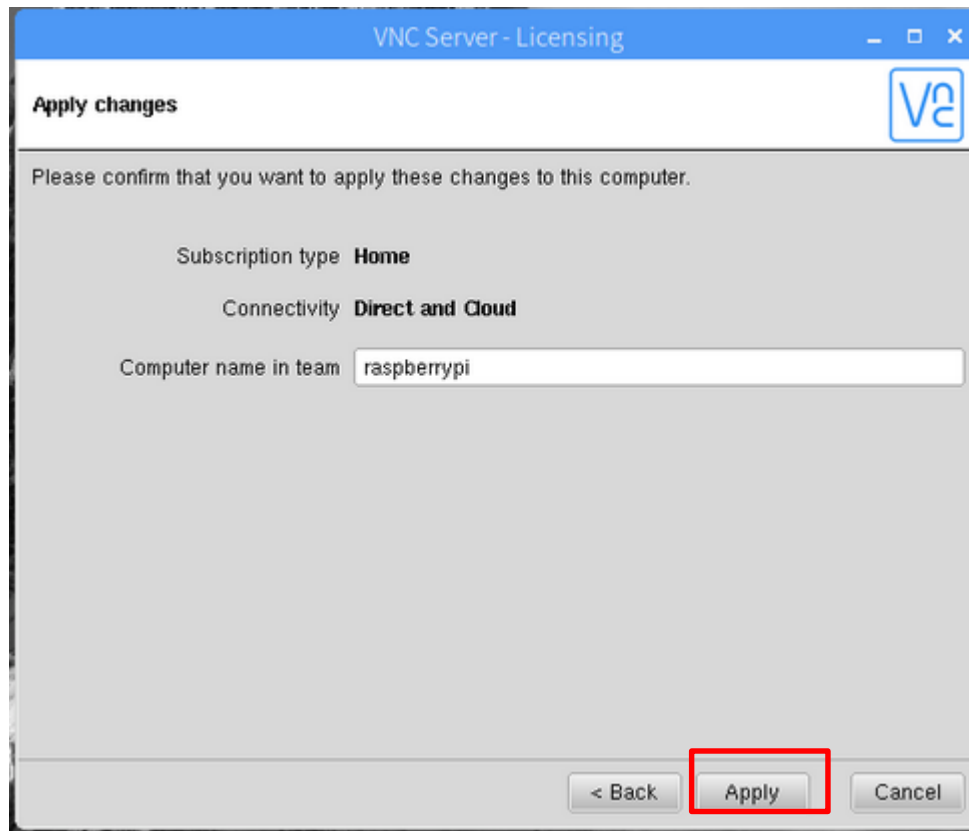 VNC Server - Licensing
Apply changes
VNC
Please confirm that you want to apply these changes to this computer.
Subscription type Home
Connectivity Direct and Cloud
Computer name in team raspberrypi
< Back Apply Cancel